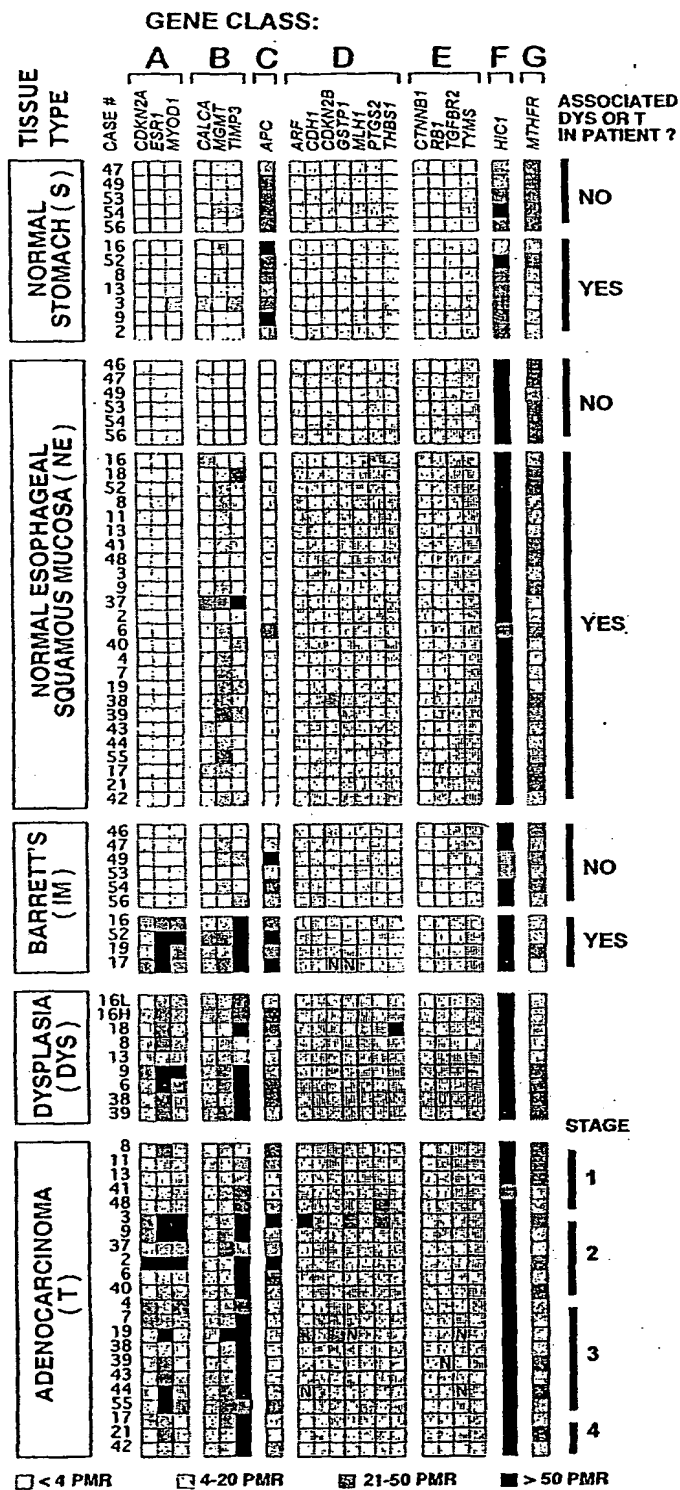 GENE CLASS:
A B C D E F G
TISSUE TYPE
CASE #
CDKN2A
ESR1
MYOD1
CALCA
MGMT
TIMP3
APC
ARF
CDH1
CDKN2B
GSTP1
MLH1
PTGS2
THBS1
CTNNB1
RB1
TGFBR2
TYMS
HIC1
MTHFR
ASSOCIATED
DYS OR T
IN PATIENT ?
NORMAL
STOMACH (S)
47
49
53
54
56
NO
16
52
8
13
3
9
2
YES
NORMAL ESOPHAGEAL
SQUAMOUS MUCOSA (NE)
46
47
49
53
54
56
NO
16
18
52
8
11
13
41
48
3
9
37
2
6
40
4
7
19
38
39
43
44
55
17
21
42
YES
BARRETT'S
(IM)
46
47
49
53
54
56
NO
16
52
19
17
N N
YES
DYSPLASIA
(DYS)
16L
16H
18
8
13
9
6
38
39
STAGE
ADENOCARCINOMA
(T)
8
11
13
41
48
1
3
9
37
2
6
40
2
4
7
19
N N N
38
39
N
43
44
N N
55
3
17
21
42
4
< 4 PMR 4-20 PMR 21-50 PMR > 50 PMR